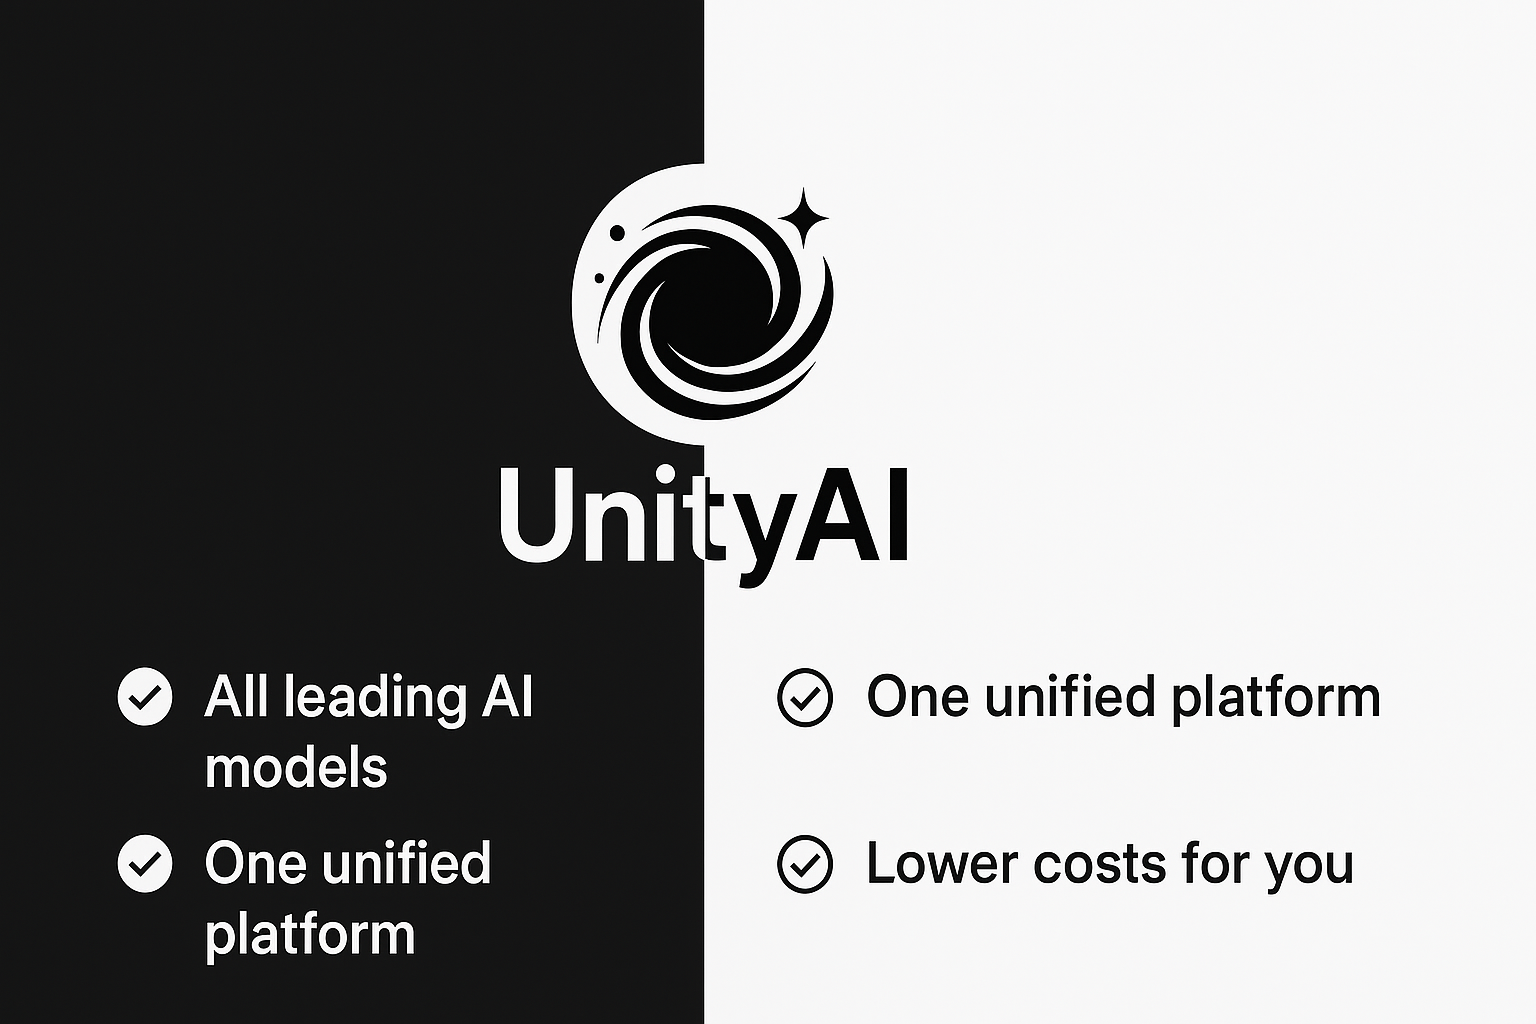 UnityAI
All leading AI
models
One unified
platform
One unified platform
Lower costs for you